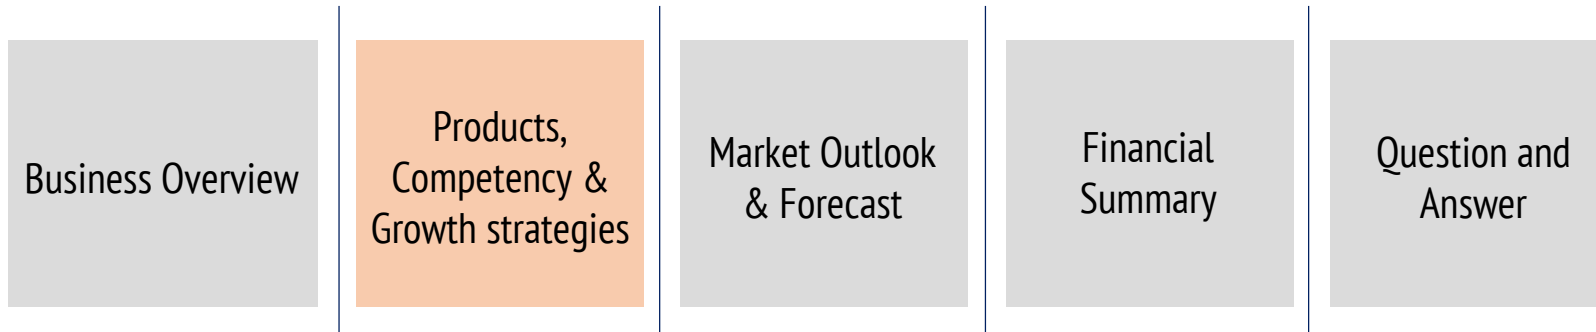 Business Overview
Products,
Competency &
Growth strategies
Market Outlook
& Forecast
Financial
Summary
Question and
Answer